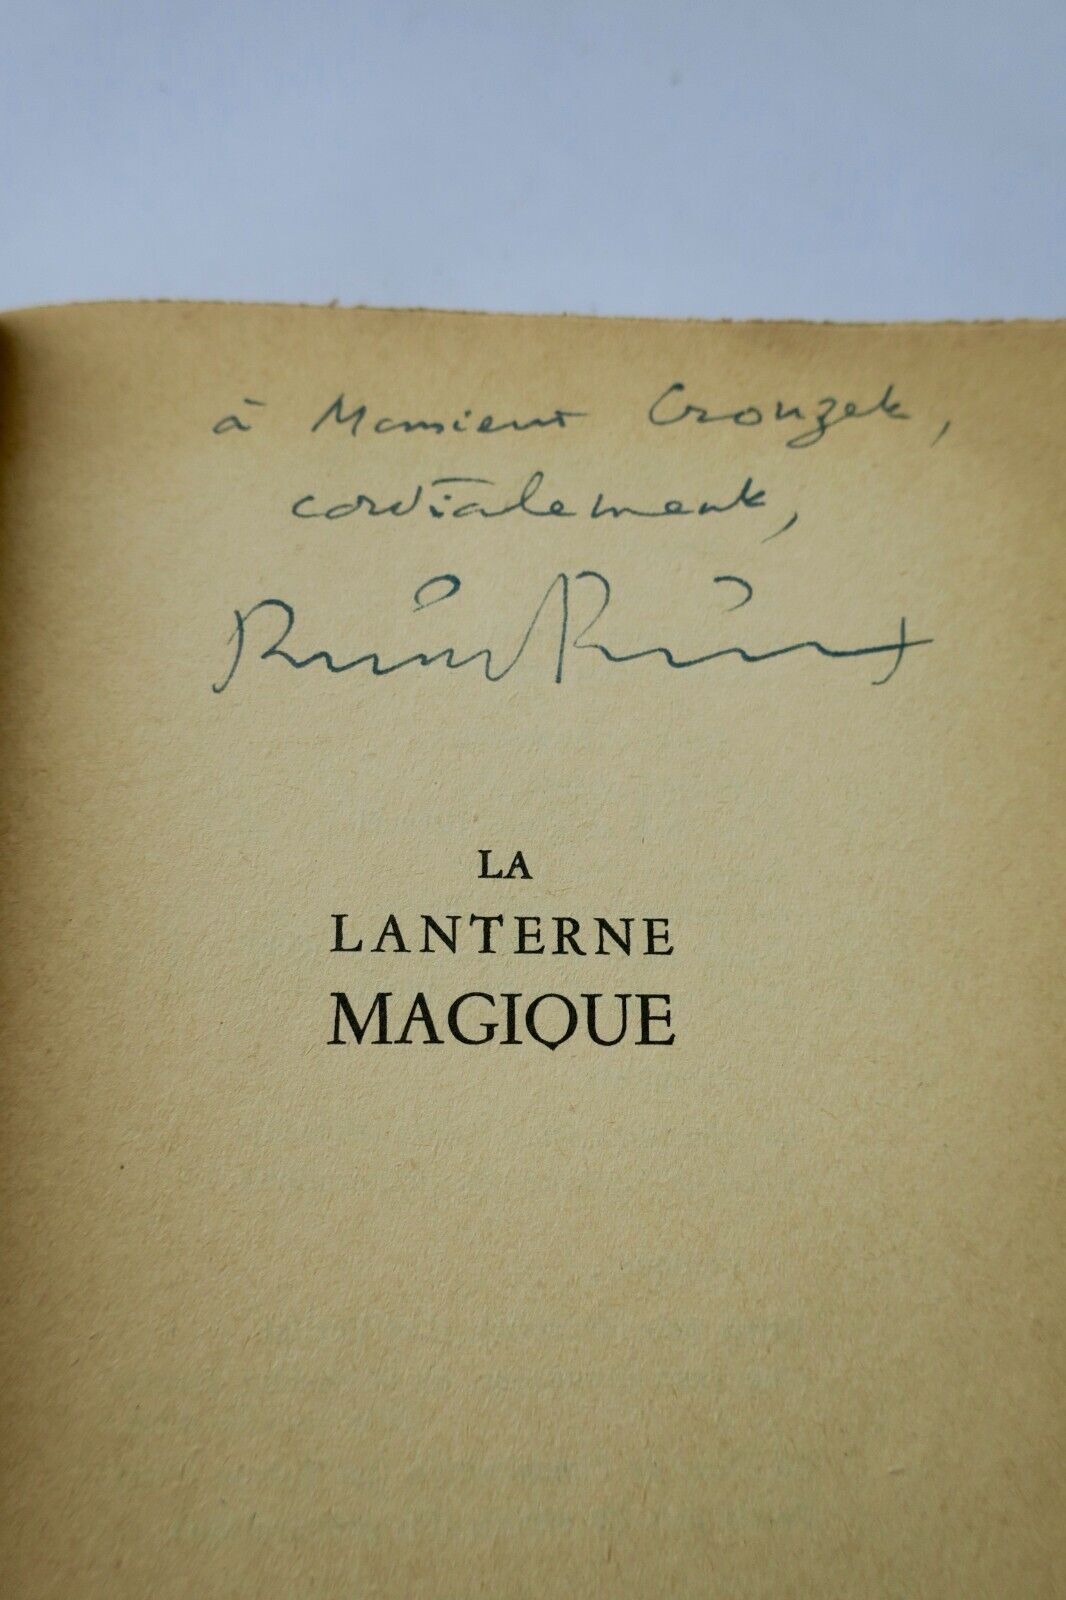 à Monsieur Crouzet,
cordialement,
LA
LANTERNE
MAGIQUE